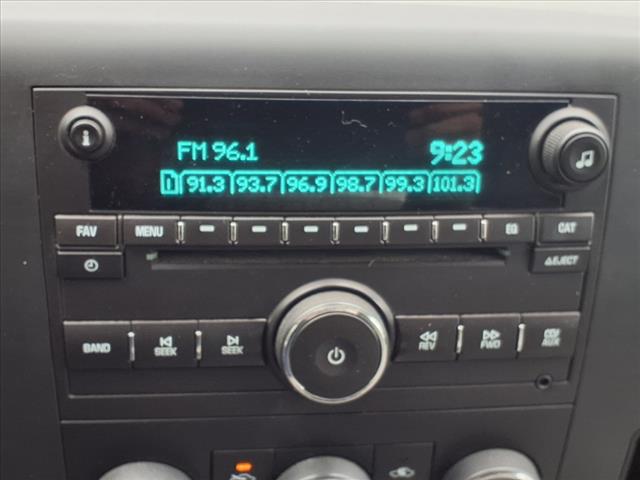 FM 96.1 9:23
1 91.3 93.7 96.9 98.7 99.3 101.3
FAV MENU EQ CAT
EJECT
BAND SEEK SEEK REV FWD CD/AUX